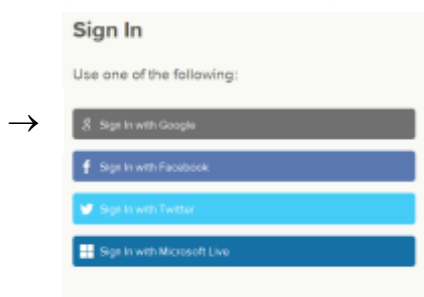 Sign In
Use one of the following:
→
Sign In with Google
Sign In with Facebook
Sign In with Twitter
Sign In with Microsoft Live